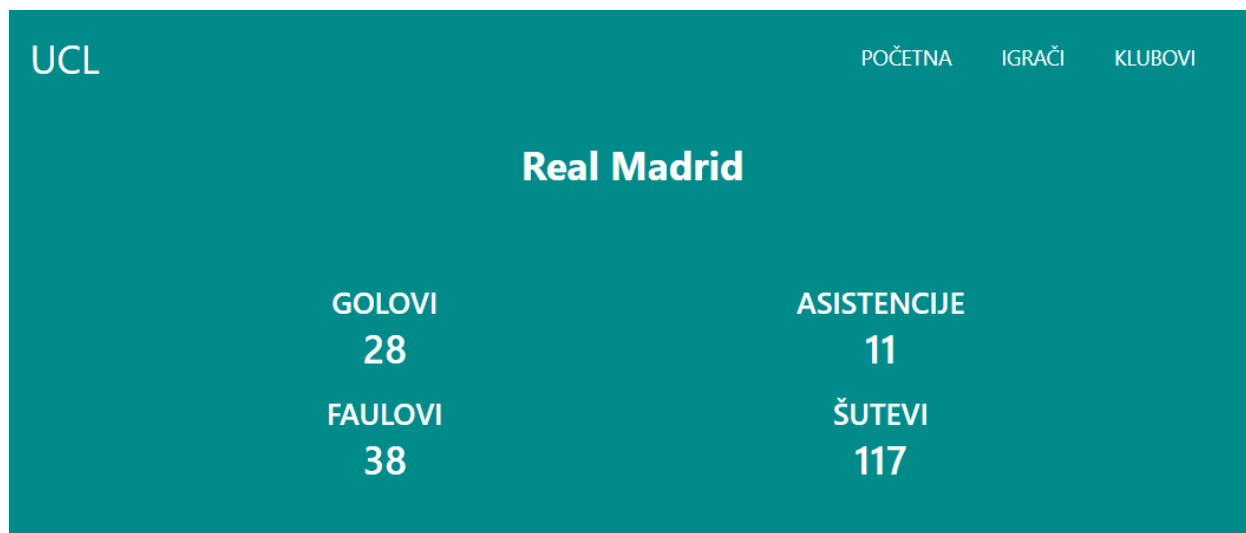 UCL POČETNA IGRAČI KLUBOVI
Real Madrid
GOLOVI ASISTENCIJE
28 11
FAULOVI ŠUTEVI
38 117